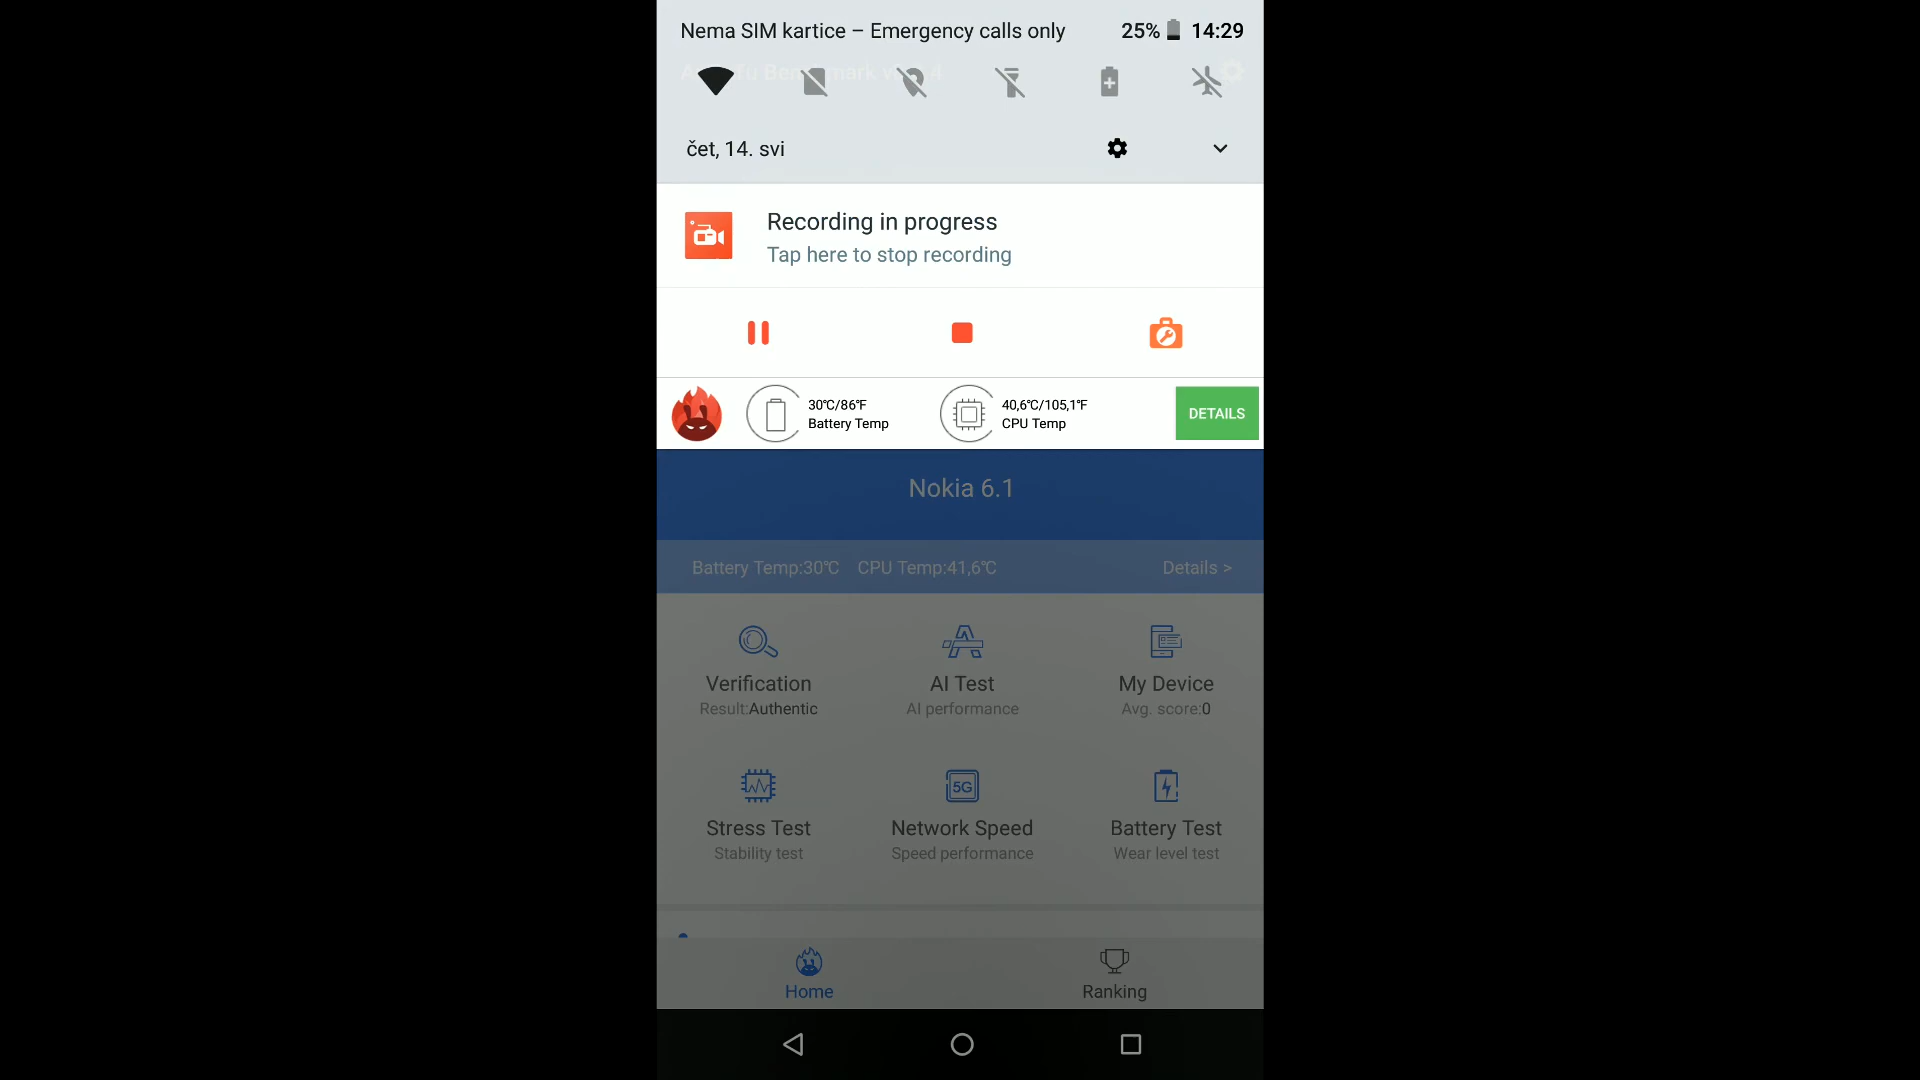 Nema SIM kartice – Emergency calls only 25% 14:29
čet, 14. svi
Recording in progress
Tap here to stop recording
30℃/86℉
Battery Temp
40,6℃/105,1℉
CPU Temp
DETAILS
Nokia 6.1
Battery Temp:30℃ CPU Temp:41,6℃ Details >
Verification
Result:Authentic
AI Test
AI performance
My Device
Avg. score:0
Stress Test
Stability test
5G
Network Speed
Speed performance
Battery Test
Wear level test
Home
Ranking